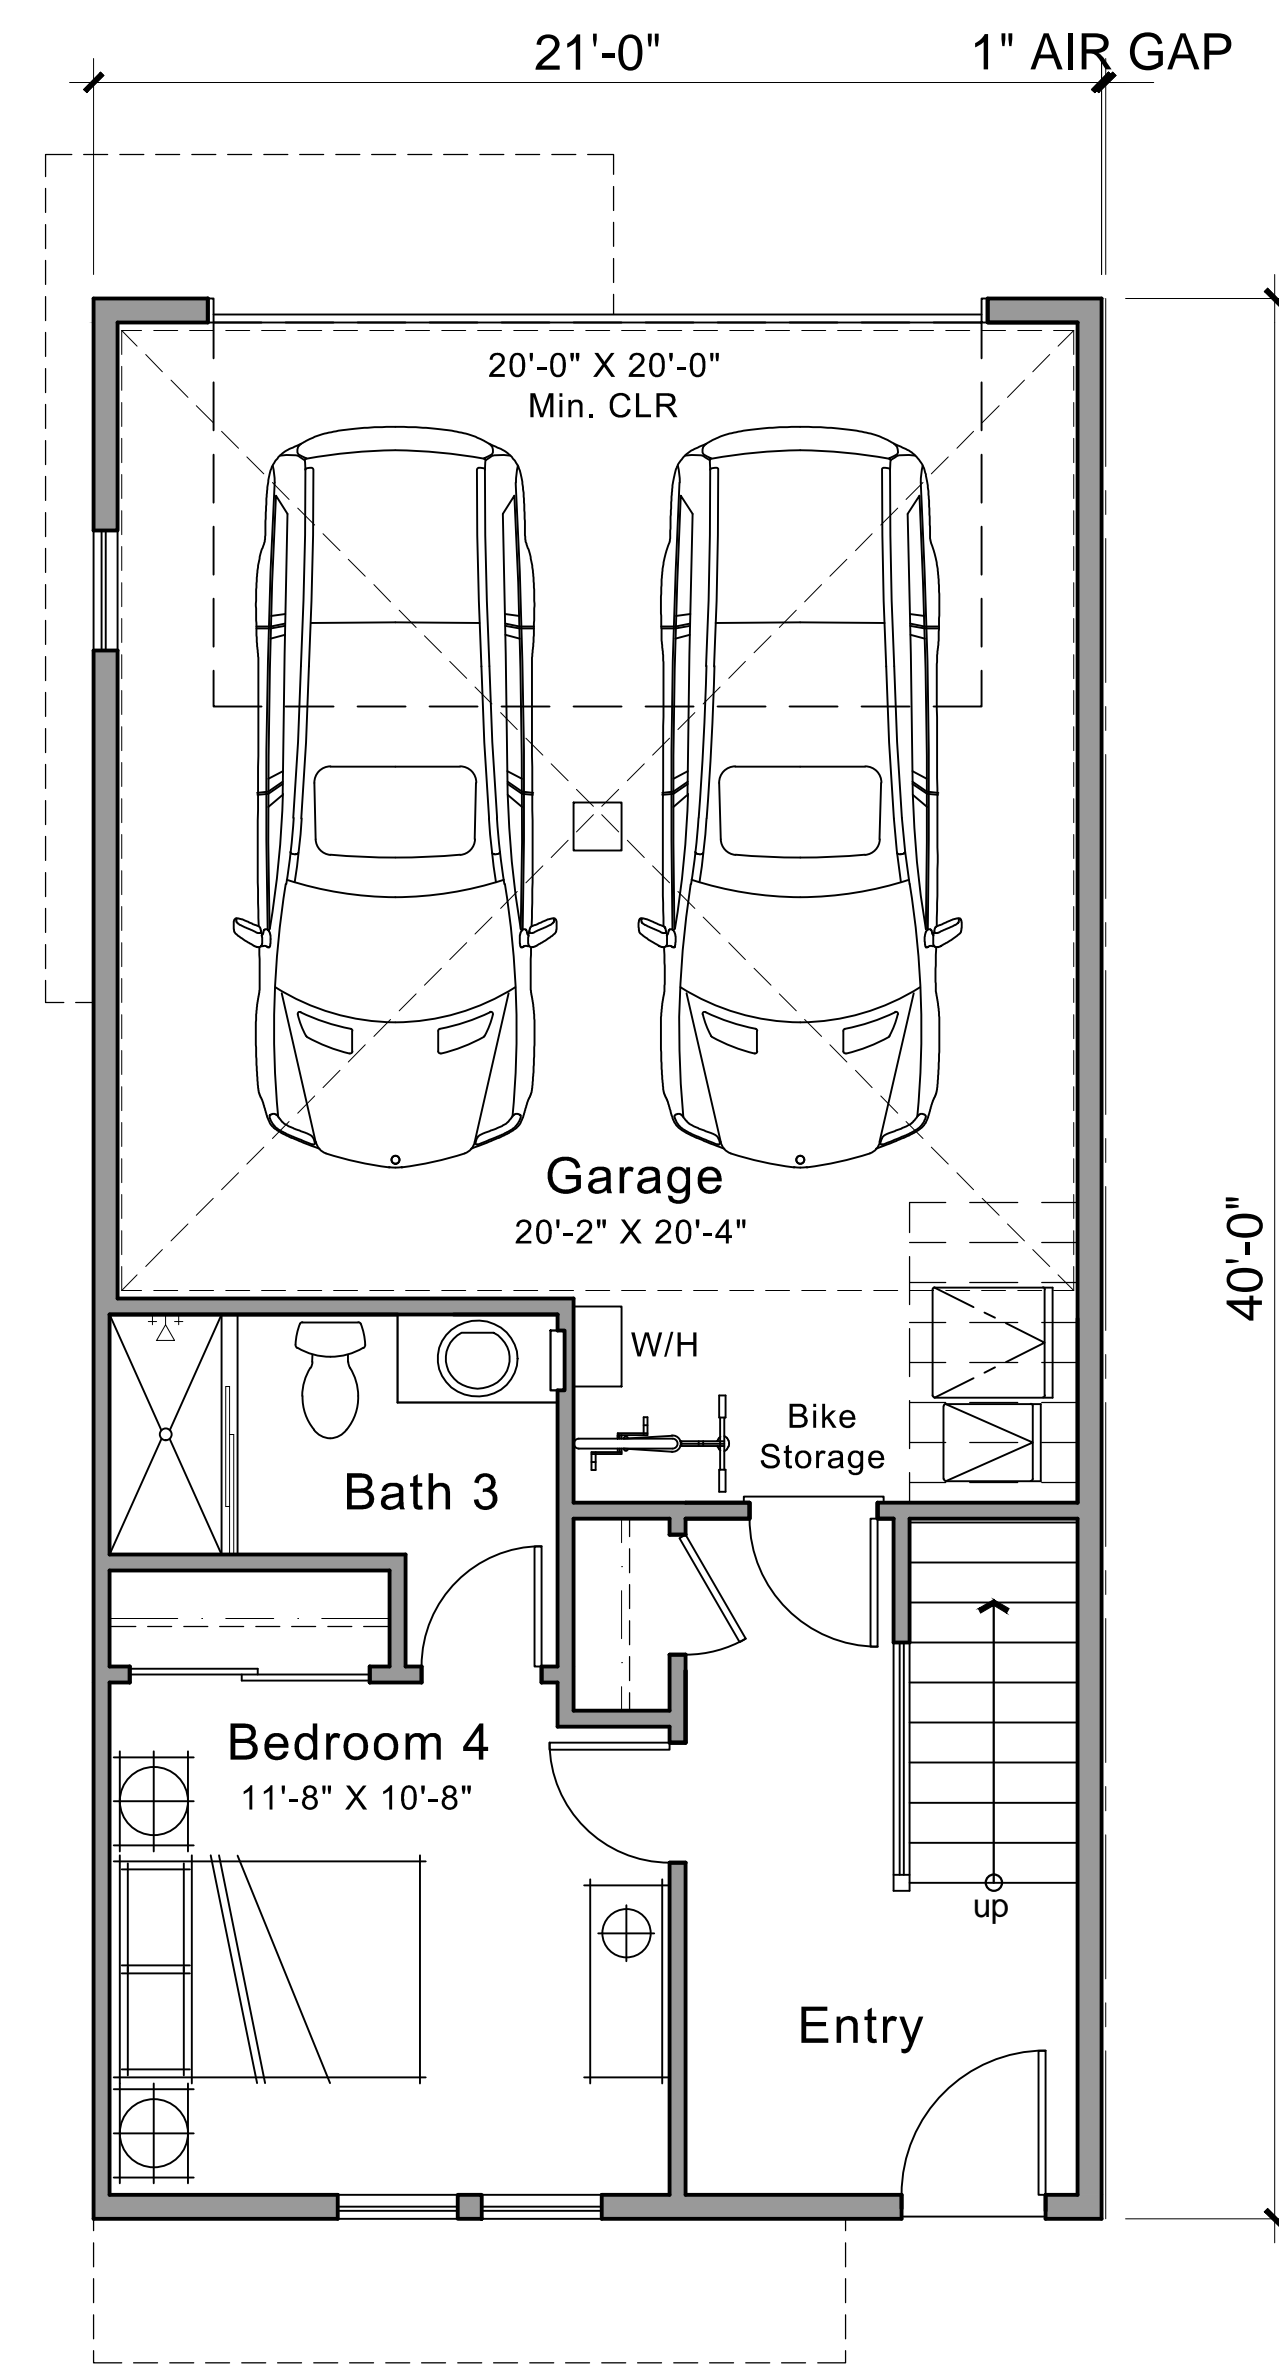 21'-0"
1" AIR GAP
20'-0" X 20'-0"
Min. CLR
Garage
20'-2" X 20'-4"
40'-0"
W/H
Bike
Storage
Bath 3
Bedroom 4
11'-8" X 10'-8"
up
Entry